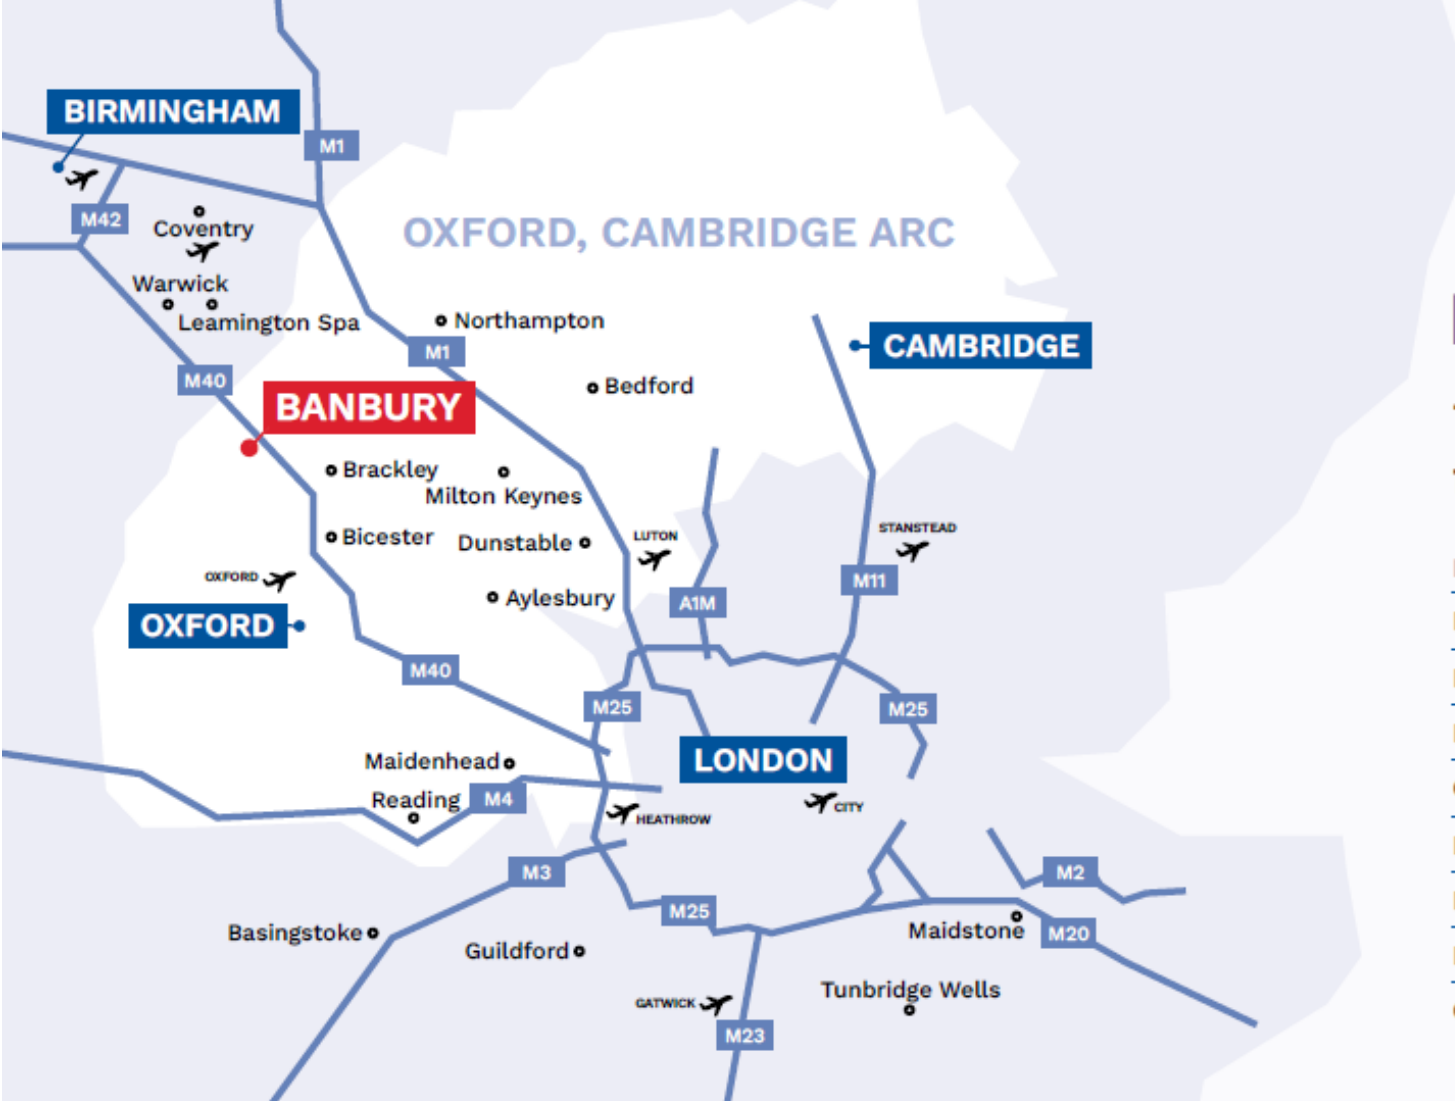 BIRMINGHAM
M1
M42
Coventry
OXFORD, CAMBRIDGE ARC
Warwick
Leamington Spa
Northampton
CAMBRIDGE
M1
M40
Bedford
BANBURY
Brackley
Milton Keynes
STANSTEAD
Bicester
Dunstable
LUTON
OXFORD
M11
Aylesbury
A1M
OXFORD
M40
M25
M25
Maidenhead
LONDON
Reading
M4
CITY
HEATHROW
M3
M2
M25
Basingstoke
Maidstone
M20
Guildford
Tunbridge Wells
GATWICK
M23